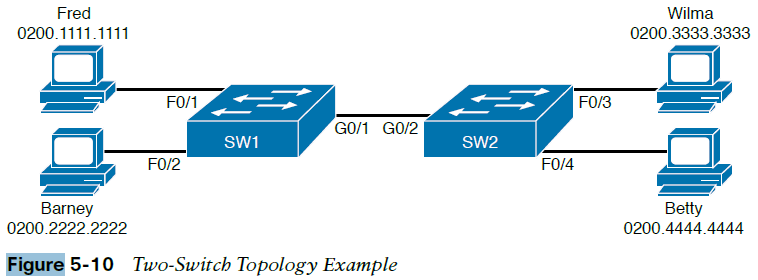 Fred
0200.1111.1111
Wilma
0200.3333.3333
F0/1
F0/3
SW1
G0/1
G0/2
SW2
F0/2
F0/4
Barney
0200.2222.2222
Betty
0200.4444.4444
Figure 5-10 Two-Switch Topology Example